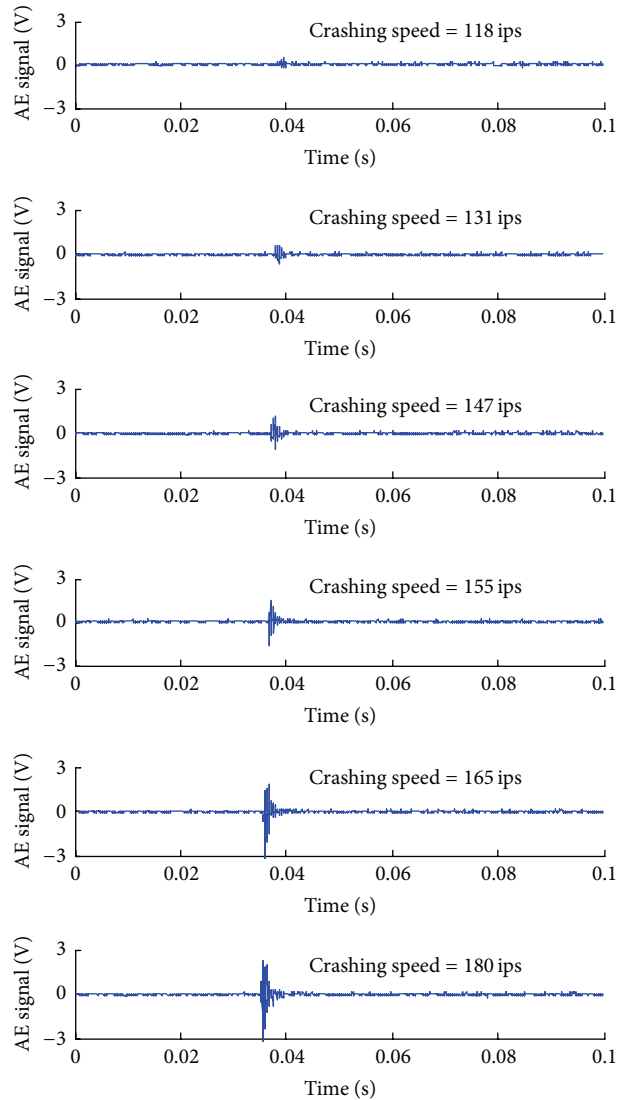 AE signal (V)
3
0
−3
Crashing speed = 118 ips
0 0.02 0.04 0.06 0.08 0.1
Time (s)
AE signal (V)
3
0
−3
Crashing speed = 131 ips
0 0.02 0.04 0.06 0.08 0.1
Time (s)
AE signal (V)
3
0
−3
Crashing speed = 147 ips
0 0.02 0.04 0.06 0.08 0.1
Time (s)
AE signal (V)
3
0
−3
Crashing speed = 155 ips
0 0.02 0.04 0.06 0.08 0.1
Time (s)
AE signal (V)
3
0
−3
Crashing speed = 165 ips
0 0.02 0.04 0.06 0.08 0.1
Time (s)
AE signal (V)
3
0
−3
Crashing speed = 180 ips
0 0.02 0.04 0.06 0.08 0.1
Time (s)